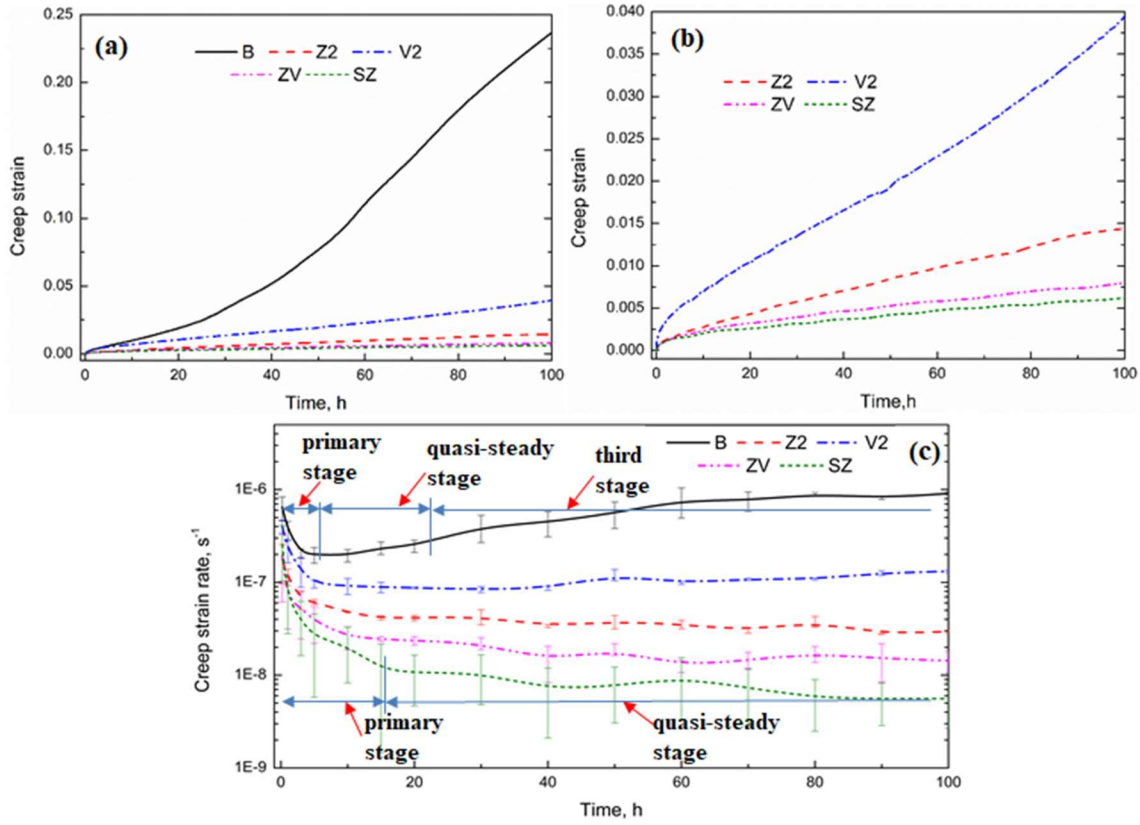 (a)
B Z2 V2
ZV SZ
0.25
0.20
0.15
0.10
0.05
0.00
Creep strain
0 20 40 60 80 100
Time, h
(b)
Z2 V2
ZV SZ
0.040
0.035
0.030
0.025
0.020
0.015
0.010
0.005
0.000
Creep strain
0 20 40 60 80 100
Time,h
(c)
B Z2 V2
ZV SZ
primary
stage
quasi-steady
stage
third
stage
1E-6
1E-7
1E-8
1E-9
Creep strain rate, s-1
primary
stage
quasi-steady
stage
0 20 40 60 80 100
Time, h